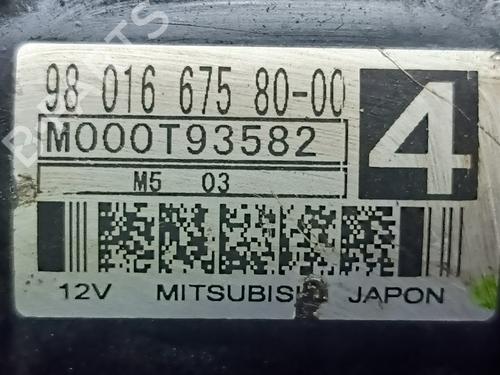 98 016 675 80-00
M000T93582
4
M5 03
12V MITSUBISHI JAPON